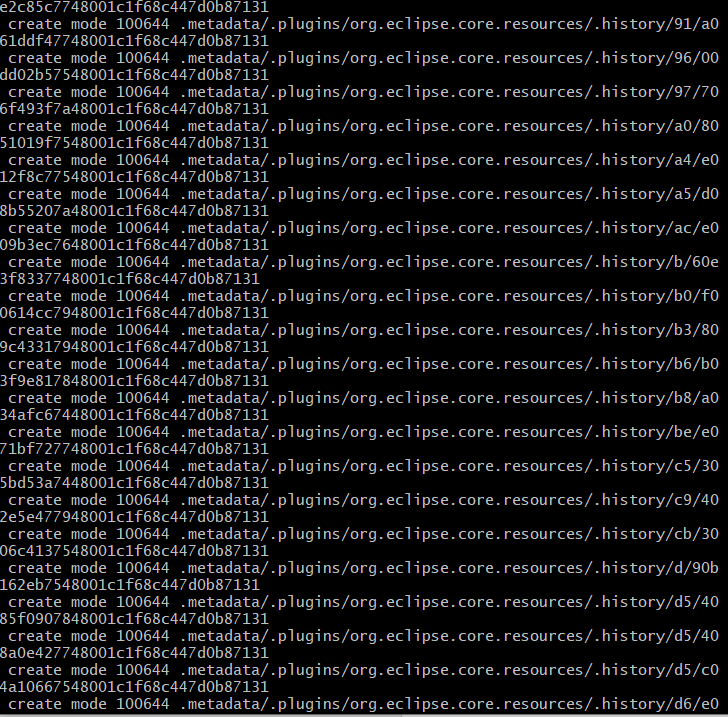 e2c85c7748001c1f68c447d0b87131
create mode 100644 .metadata/.plugins/org.eclipse.core.resources/.history/91/a0
61ddf47748001c1f68c447d0b87131
create mode 100644 .metadata/.plugins/org.eclipse.core.resources/.history/96/00
dd02b57548001c1f68c447d0b87131
create mode 100644 .metadata/.plugins/org.eclipse.core.resources/.history/97/70
6f493f7a48001c1f68c447d0b87131
create mode 100644 .metadata/.plugins/org.eclipse.core.resources/.history/a0/80
51019f7548001c1f68c447d0b87131
create mode 100644 .metadata/.plugins/org.eclipse.core.resources/.history/a4/e0
12f8c77548001c1f68c447d0b87131
create mode 100644 .metadata/.plugins/org.eclipse.core.resources/.history/a5/d0
8b55207a48001c1f68c447d0b87131
create mode 100644 .metadata/.plugins/org.eclipse.core.resources/.history/ac/e0
09b3ec7648001c1f68c447d0b87131
create mode 100644 .metadata/.plugins/org.eclipse.core.resources/.history/b/60e
3f8337748001c1f68c447d0b87131
create mode 100644 .metadata/.plugins/org.eclipse.core.resources/.history/b0/f0
0614cc7948001c1f68c447d0b87131
create mode 100644 .metadata/.plugins/org.eclipse.core.resources/.history/b3/80
9c43317948001c1f68c447d0b87131
create mode 100644 .metadata/.plugins/org.eclipse.core.resources/.history/b6/b0
3f9e817848001c1f68c447d0b87131
create mode 100644 .metadata/.plugins/org.eclipse.core.resources/.history/b8/a0
34afc67448001c1f68c447d0b87131
create mode 100644 .metadata/.plugins/org.eclipse.core.resources/.history/be/e0
71bf727748001c1f68c447d0b87131
create mode 100644 .metadata/.plugins/org.eclipse.core.resources/.history/c5/30
5bd53a7448001c1f68c447d0b87131
create mode 100644 .metadata/.plugins/org.eclipse.core.resources/.history/c9/40
2e5e477948001c1f68c447d0b87131
create mode 100644 .metadata/.plugins/org.eclipse.core.resources/.history/cb/30
06c4137548001c1f68c447d0b87131
create mode 100644 .metadata/.plugins/org.eclipse.core.resources/.history/d/90b
162eb7548001c1f68c447d0b87131
create mode 100644 .metadata/.plugins/org.eclipse.core.resources/.history/d5/40
85f0907848001c1f68c447d0b87131
create mode 100644 .metadata/.plugins/org.eclipse.core.resources/.history/d5/40
8a0e427748001c1f68c447d0b87131
create mode 100644 .metadata/.plugins/org.eclipse.core.resources/.history/d5/c0
4a10667548001c1f68c447d0b87131
create mode 100644 .metadata/.plugins/org.eclipse.core.resources/.history/d6/e0